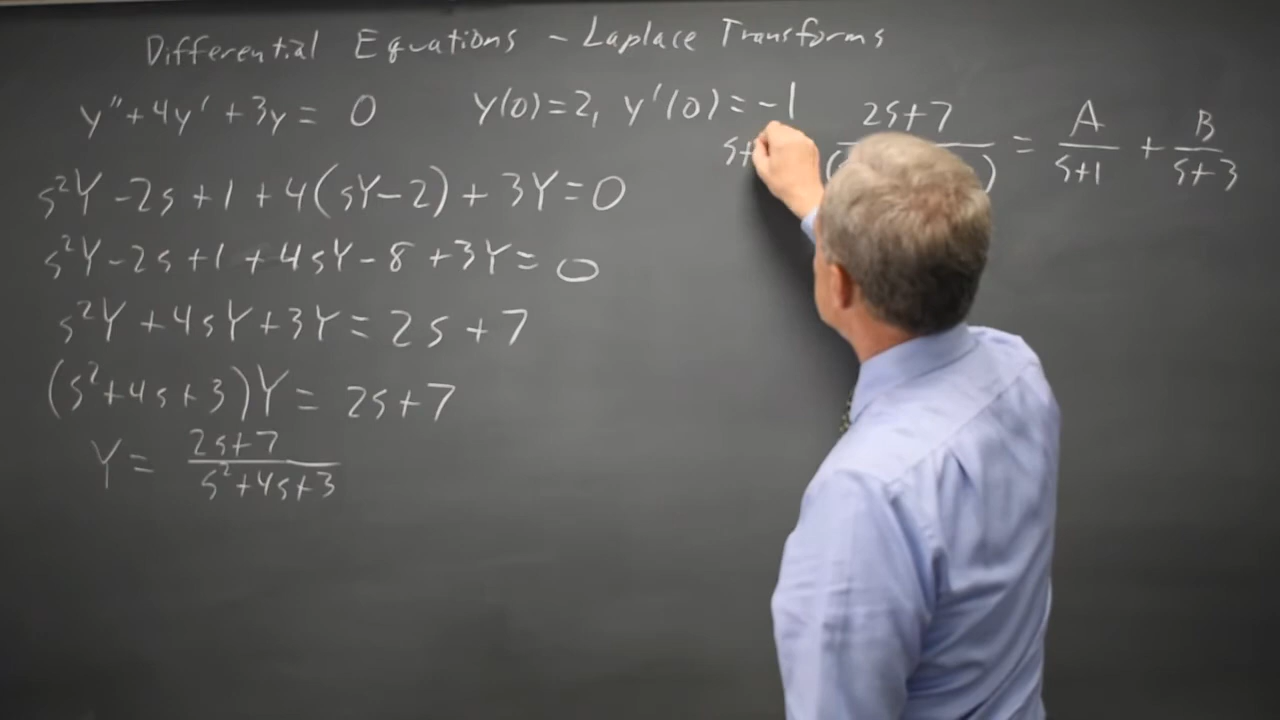 Differential Equations - Laplace Transforms
y'' + 4y' + 3y = 0
y(0) = 2, y'(0) = -1
s²Y - 2s + 1 + 4(sY - 2) + 3Y = 0
s²Y - 2s + 1 + 4sY - 8 + 3Y = 0
s²Y + 4sY + 3Y = 2s + 7
(s² + 4s + 3)Y = 2s + 7
Y = 2s+7 / s²+4s+3
s+
2s+7 / ( ) = A / s+1 + B / s+3